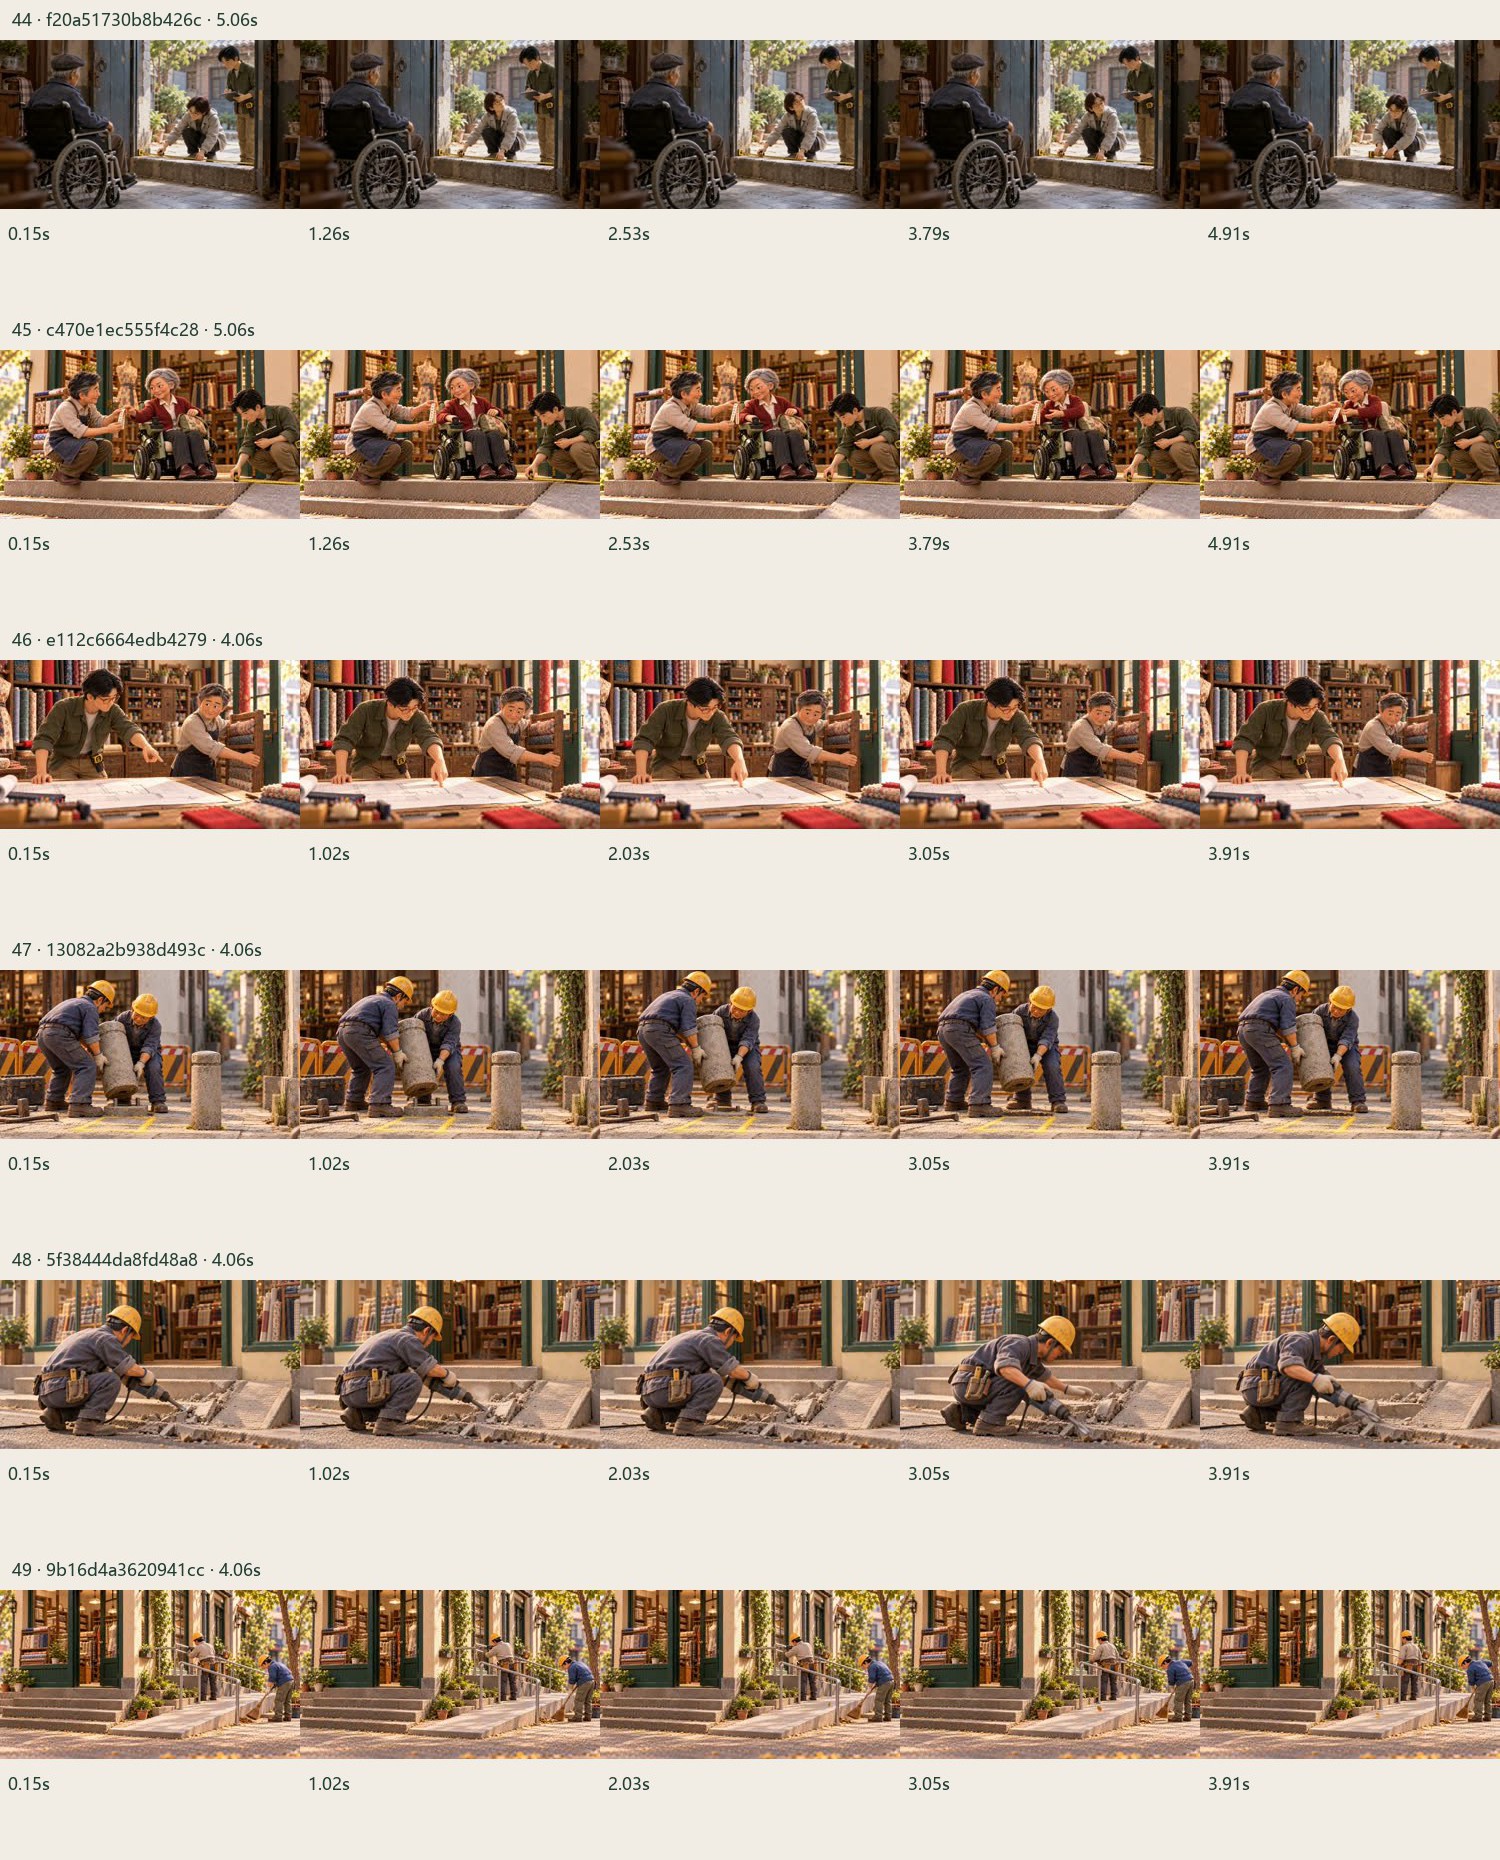 44 · f20a51730b8b426c · 5.06s
0.15s 1.26s 2.53s 3.79s 4.91s
45 · c470e1ec555f4c28 · 5.06s
0.15s 1.26s 2.53s 3.79s 4.91s
46 · e112c6664edb4279 · 4.06s
0.15s 1.02s 2.03s 3.05s 3.91s
47 · 13082a2b938d493c · 4.06s
0.15s 1.02s 2.03s 3.05s 3.91s
48 · 5f38444da8fd48a8 · 4.06s
0.15s 1.02s 2.03s 3.05s 3.91s
49 · 9b16d4a3620941cc · 4.06s
0.15s 1.02s 2.03s 3.05s 3.91s